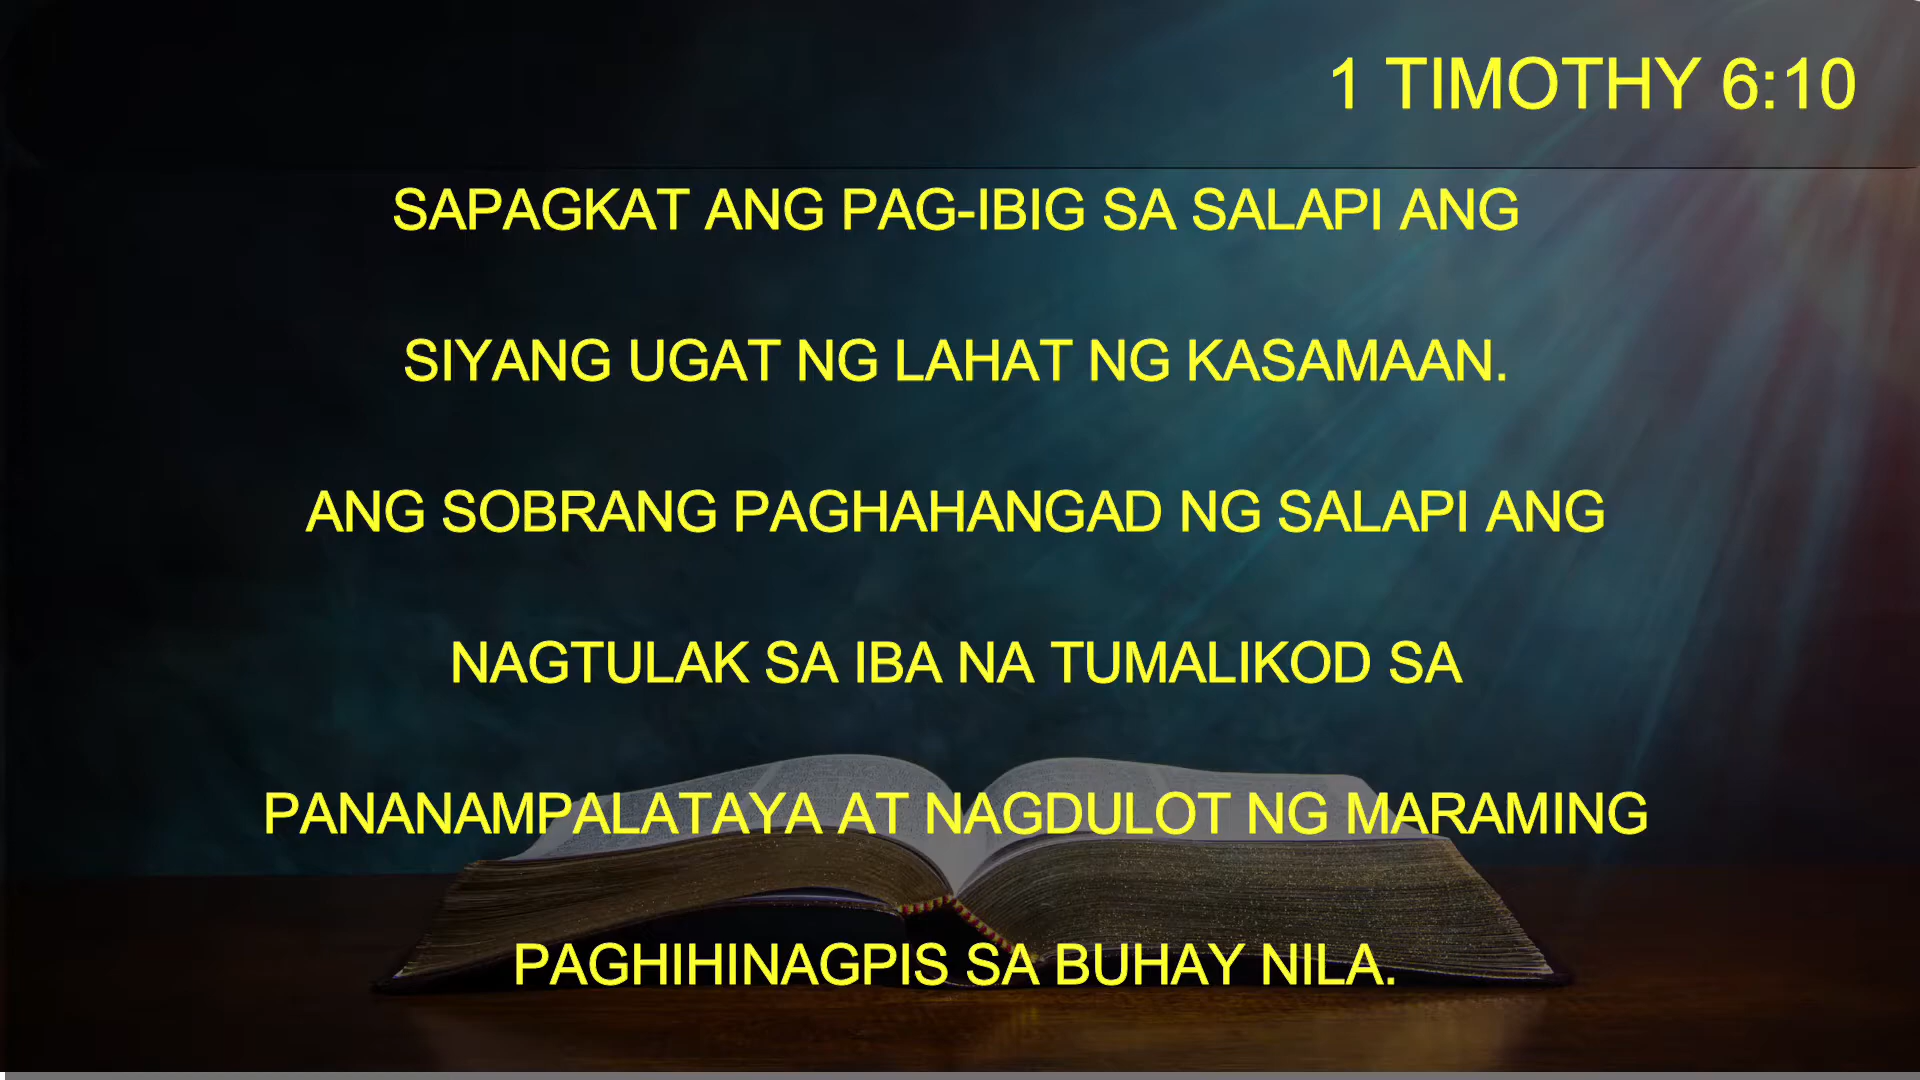 1 TIMOTHY 6:10
SAPAGKAT ANG PAG-IBIG SA SALAPI ANG
SIYANG UGAT NG LAHAT NG KASAMAAN.
ANG SOBRANG PAGHAHANGAD NG SALAPI ANG
NAGTULAK SA IBA NA TUMALIKOD SA
PANANAMPALATAYA AT NAGDULOT NG MARAMING
PAGHIHINAGPIS SA BUHAY NILA.